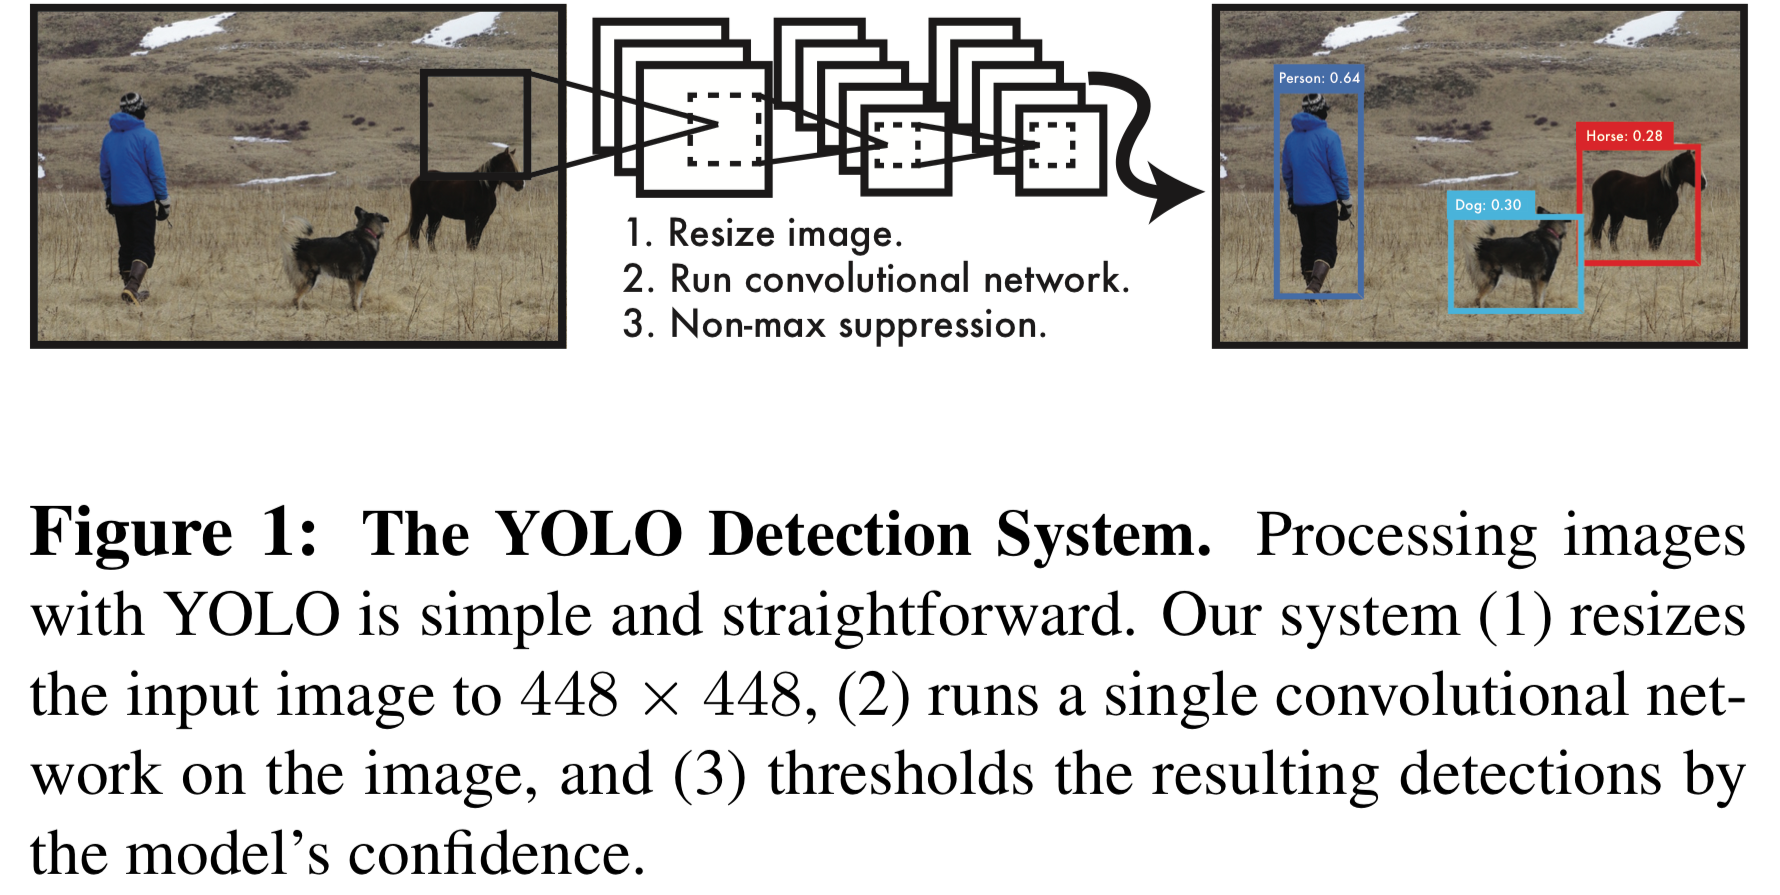 Person: 0.64
Horse: 0.28
Dog: 0.30
1. Resize image.
2. Run convolutional network.
3. Non-max suppression.
Figure 1: The YOLO Detection System. Processing images
with YOLO is simple and straightforward. Our system (1) resizes
the input image to 448 × 448, (2) runs a single convolutional net-
work on the image, and (3) thresholds the resulting detections by
the model’s confidence.